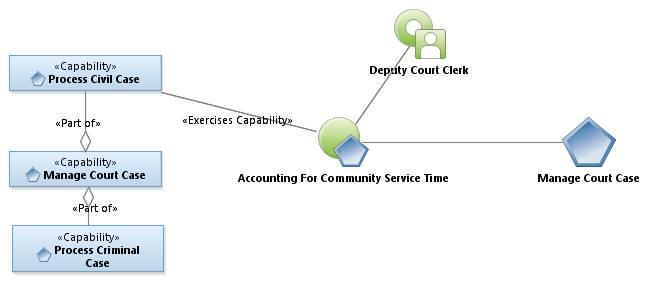 Deputy Court Clerk
«Capability»
Process Civil Case
«Exercises Capability»
«Part of»
«Capability»
Manage Court Case
Accounting For Community Service Time
Manage Court Case
«Part of»
«Capability»
Process Criminal
Case